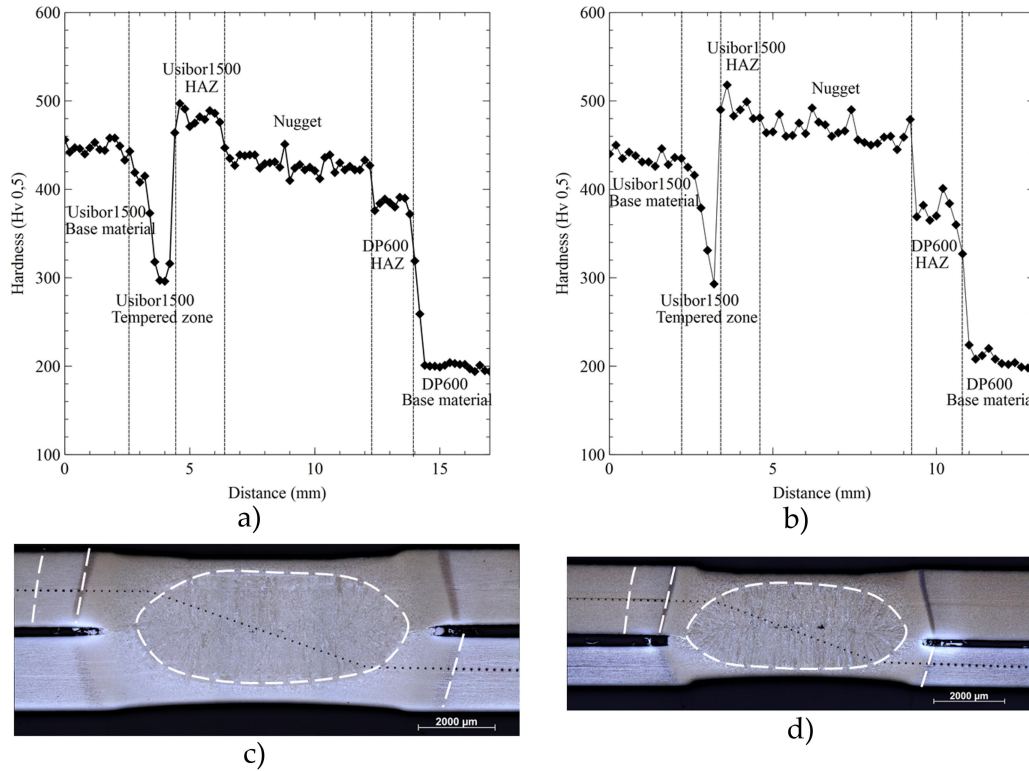 600
500
400
300
200
100
Hardness (Hv 0,5)
Usibor1500
HAZ
Nugget
Usibor1500
Base material
DP600
HAZ
Usibor1500
Tempered zone
DP600
Base material
0
5
10
15
Distance (mm)
a)
600
500
400
300
200
100
Hardness (Hv 0,5)
Usibor1500
HAZ
Nugget
Usibor1500
Base material
DP600
HAZ
Usibor1500
Tempered zone
DP600
Base materia
0
5
10
Distance (mm)
b)
2000 µm
c)
2000 µm
d)